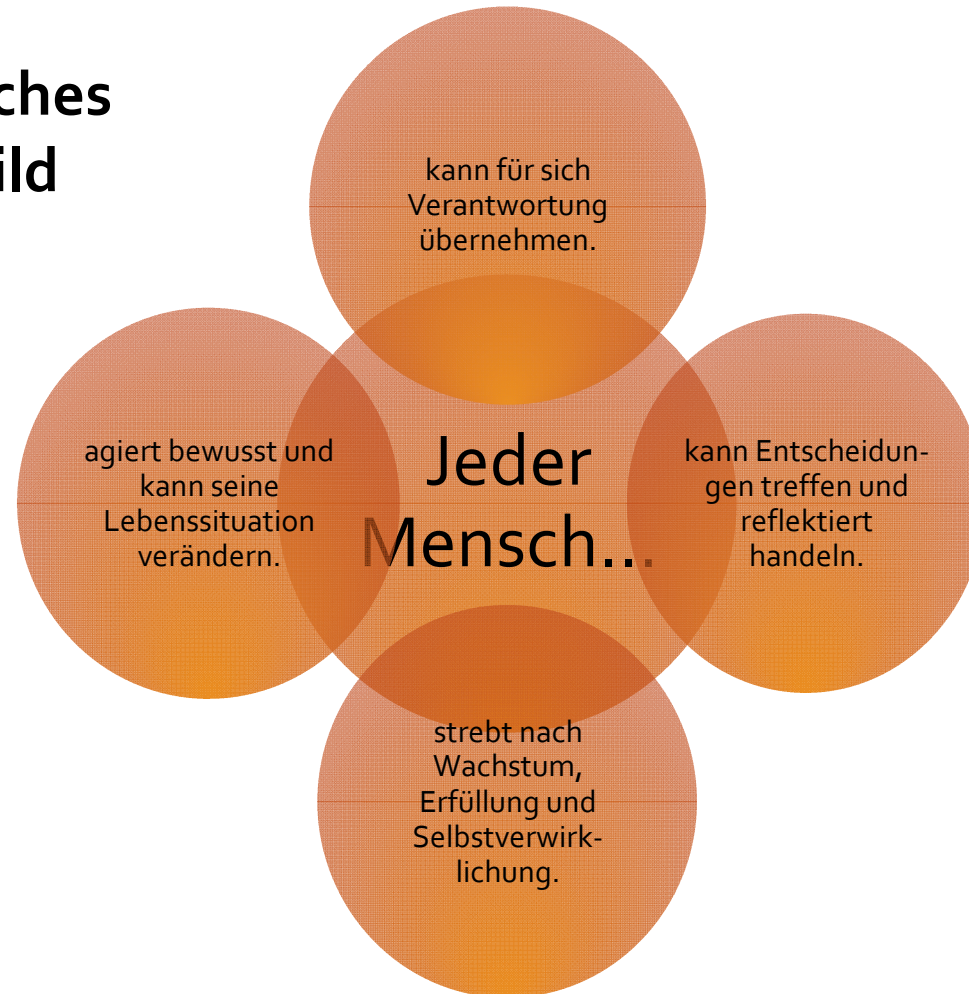 ches
ild
kann für sich
Verantwortung
übernehmen.
agiert bewusst und
kann seine
Lebenssituation
verändern.
Jeder
Mensch...
kann Entscheidun-
gen treffen und
reflektiert
handeln.
strebt nach
Wachstum,
Erfüllung und
Selbstverwirk-
lichung.